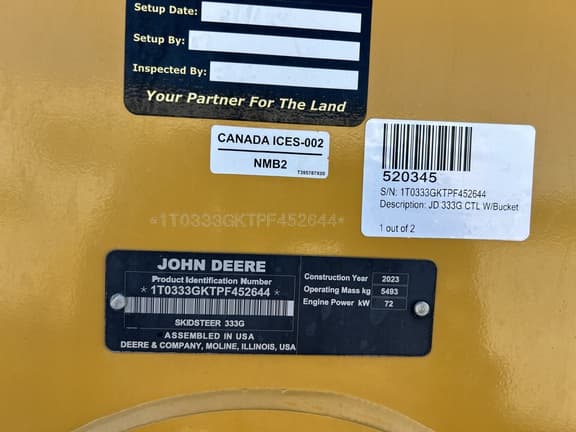 Setup Date:
Setup By:
Inspected By:
Your Partner For The Land
CANADA ICES-002
NMB2
T395787X00
520345
S/N: 1T0333GKTPF452644
Description: JD 333G CTL W/Bucket
1 out of 2
*1T0333GKTPF452644*
JOHN DEERE
Product Identification Number
*1T0333GKTPF452644*
SKIDSTEER 333G
ASSEMBLED IN USA
DEERE & COMPANY, MOLINE, ILLINOIS, USA
Construction Year 2023
Operating Mass kg 5493
Engine Power kW 72